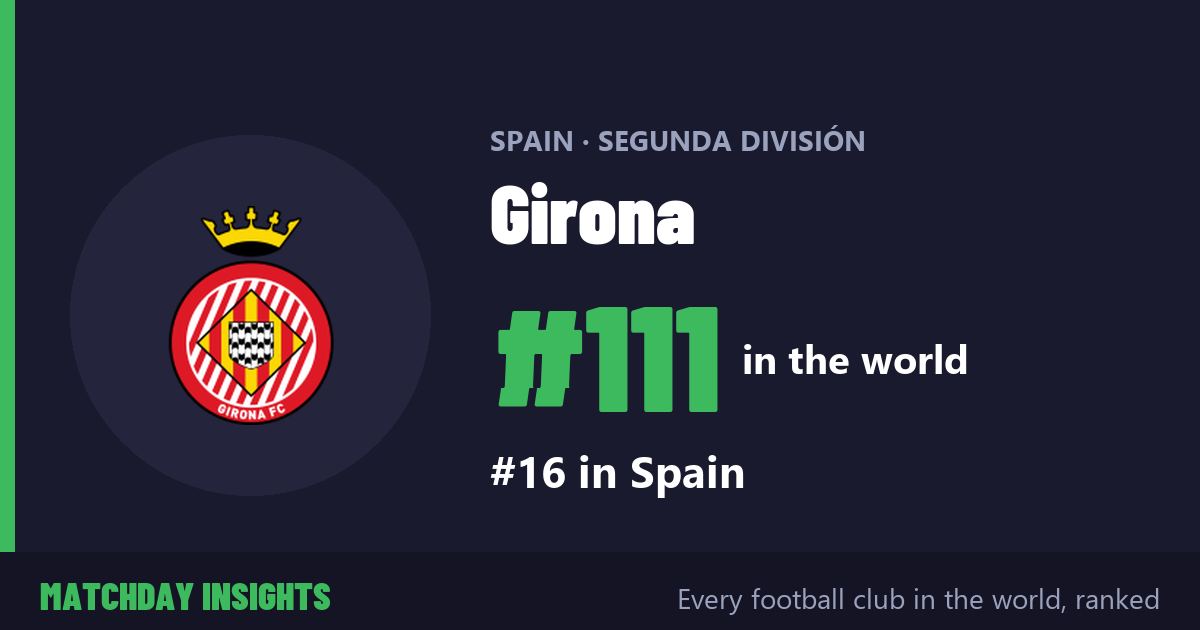 SPAIN · SEGUNDA DIVISIÓN
Girona
#111 in the world
#16 in Spain
GIRONA FC
MATCHDAY INSIGHTS
Every football club in the world, ranked